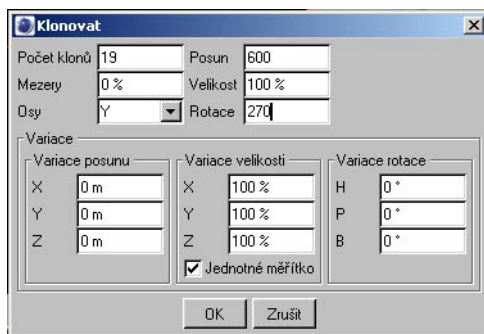 Klonovat
Počet klonů 19 Posun 600
Mezery 0 % Velikost 100 %
Osy Y Rotace 270
Variace
Variace posunu Variace velikosti Variace rotace
X 0 m X 100 % H 0 °
Y 0 m Y 100 % P 0 °
Z 0 m Z 100 % B 0 °
Jednotné měřítko
OK Zrušit